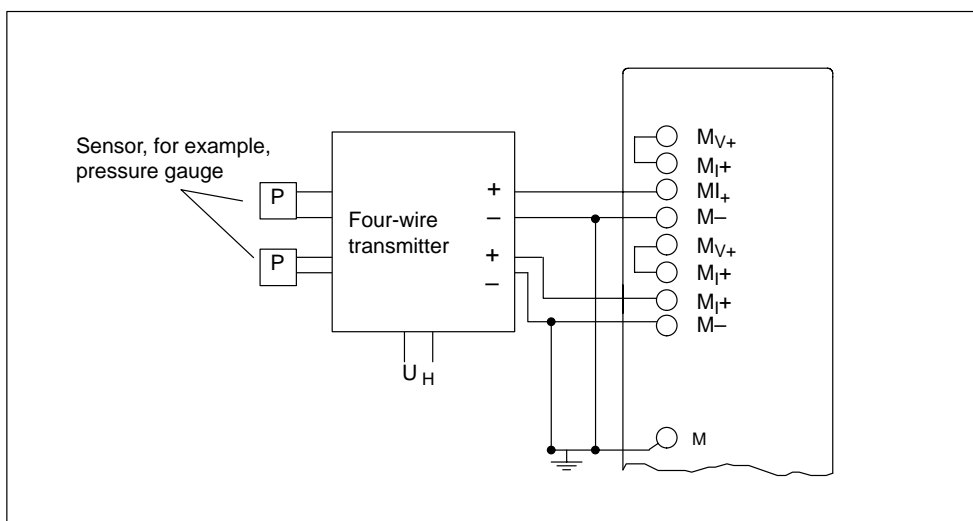 Sensor, for example,
pressure gauge
P
P
Four-wire
transmitter
+
–
+
–
U H
MV+
MI+
MI+
M–
MV+
MI+
MI+
M–
M